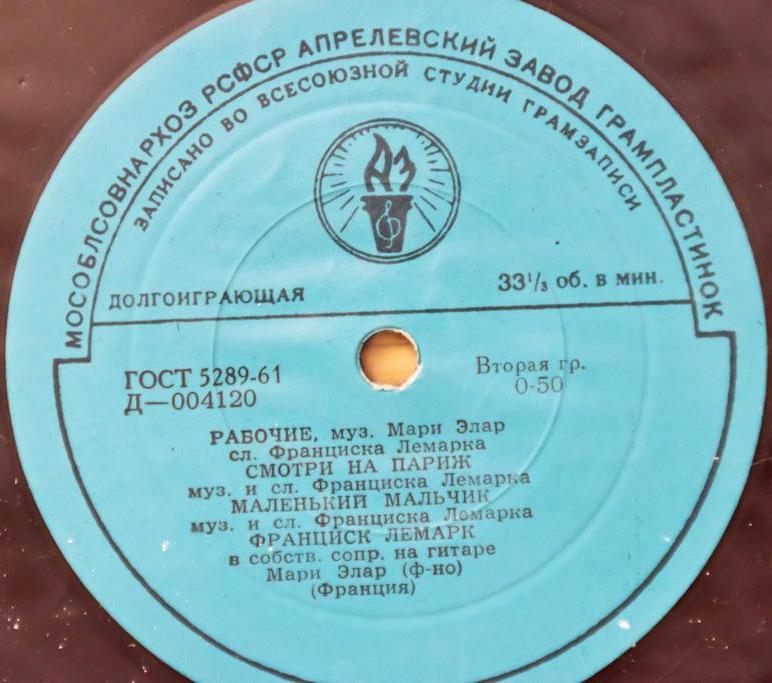 МОСОБЛСОВНАРХОЗ РСФСР АПРЕЛЕВСКИЙ ЗАВОД ГРАМПЛАСТИНОК
ЗАПИСАНО ВО ВСЕСОЮЗНОЙ СТУДИИ ГРАМЗАПИСИ
АЗ
ДОЛГОИГРАЮЩАЯ
33¹/₃ об. в мин.
ГОСТ 5289-61
Д—004120
Вторая гр.
0-50
РАБОЧИЕ, муз. Мари Элар
сл. Франциска Лемарка
СМОТРИ НА ПАРИЖ
муз. и сл. Франциска Лемарка
МАЛЕНЬКИЙ МАЛЬЧИК
муз. и сл. Франциска Лемарка
ФРАНЦИСК ЛЕМАРК
в собств. сопр. на гитаре
Мари Элар (ф-но)
(Франция)